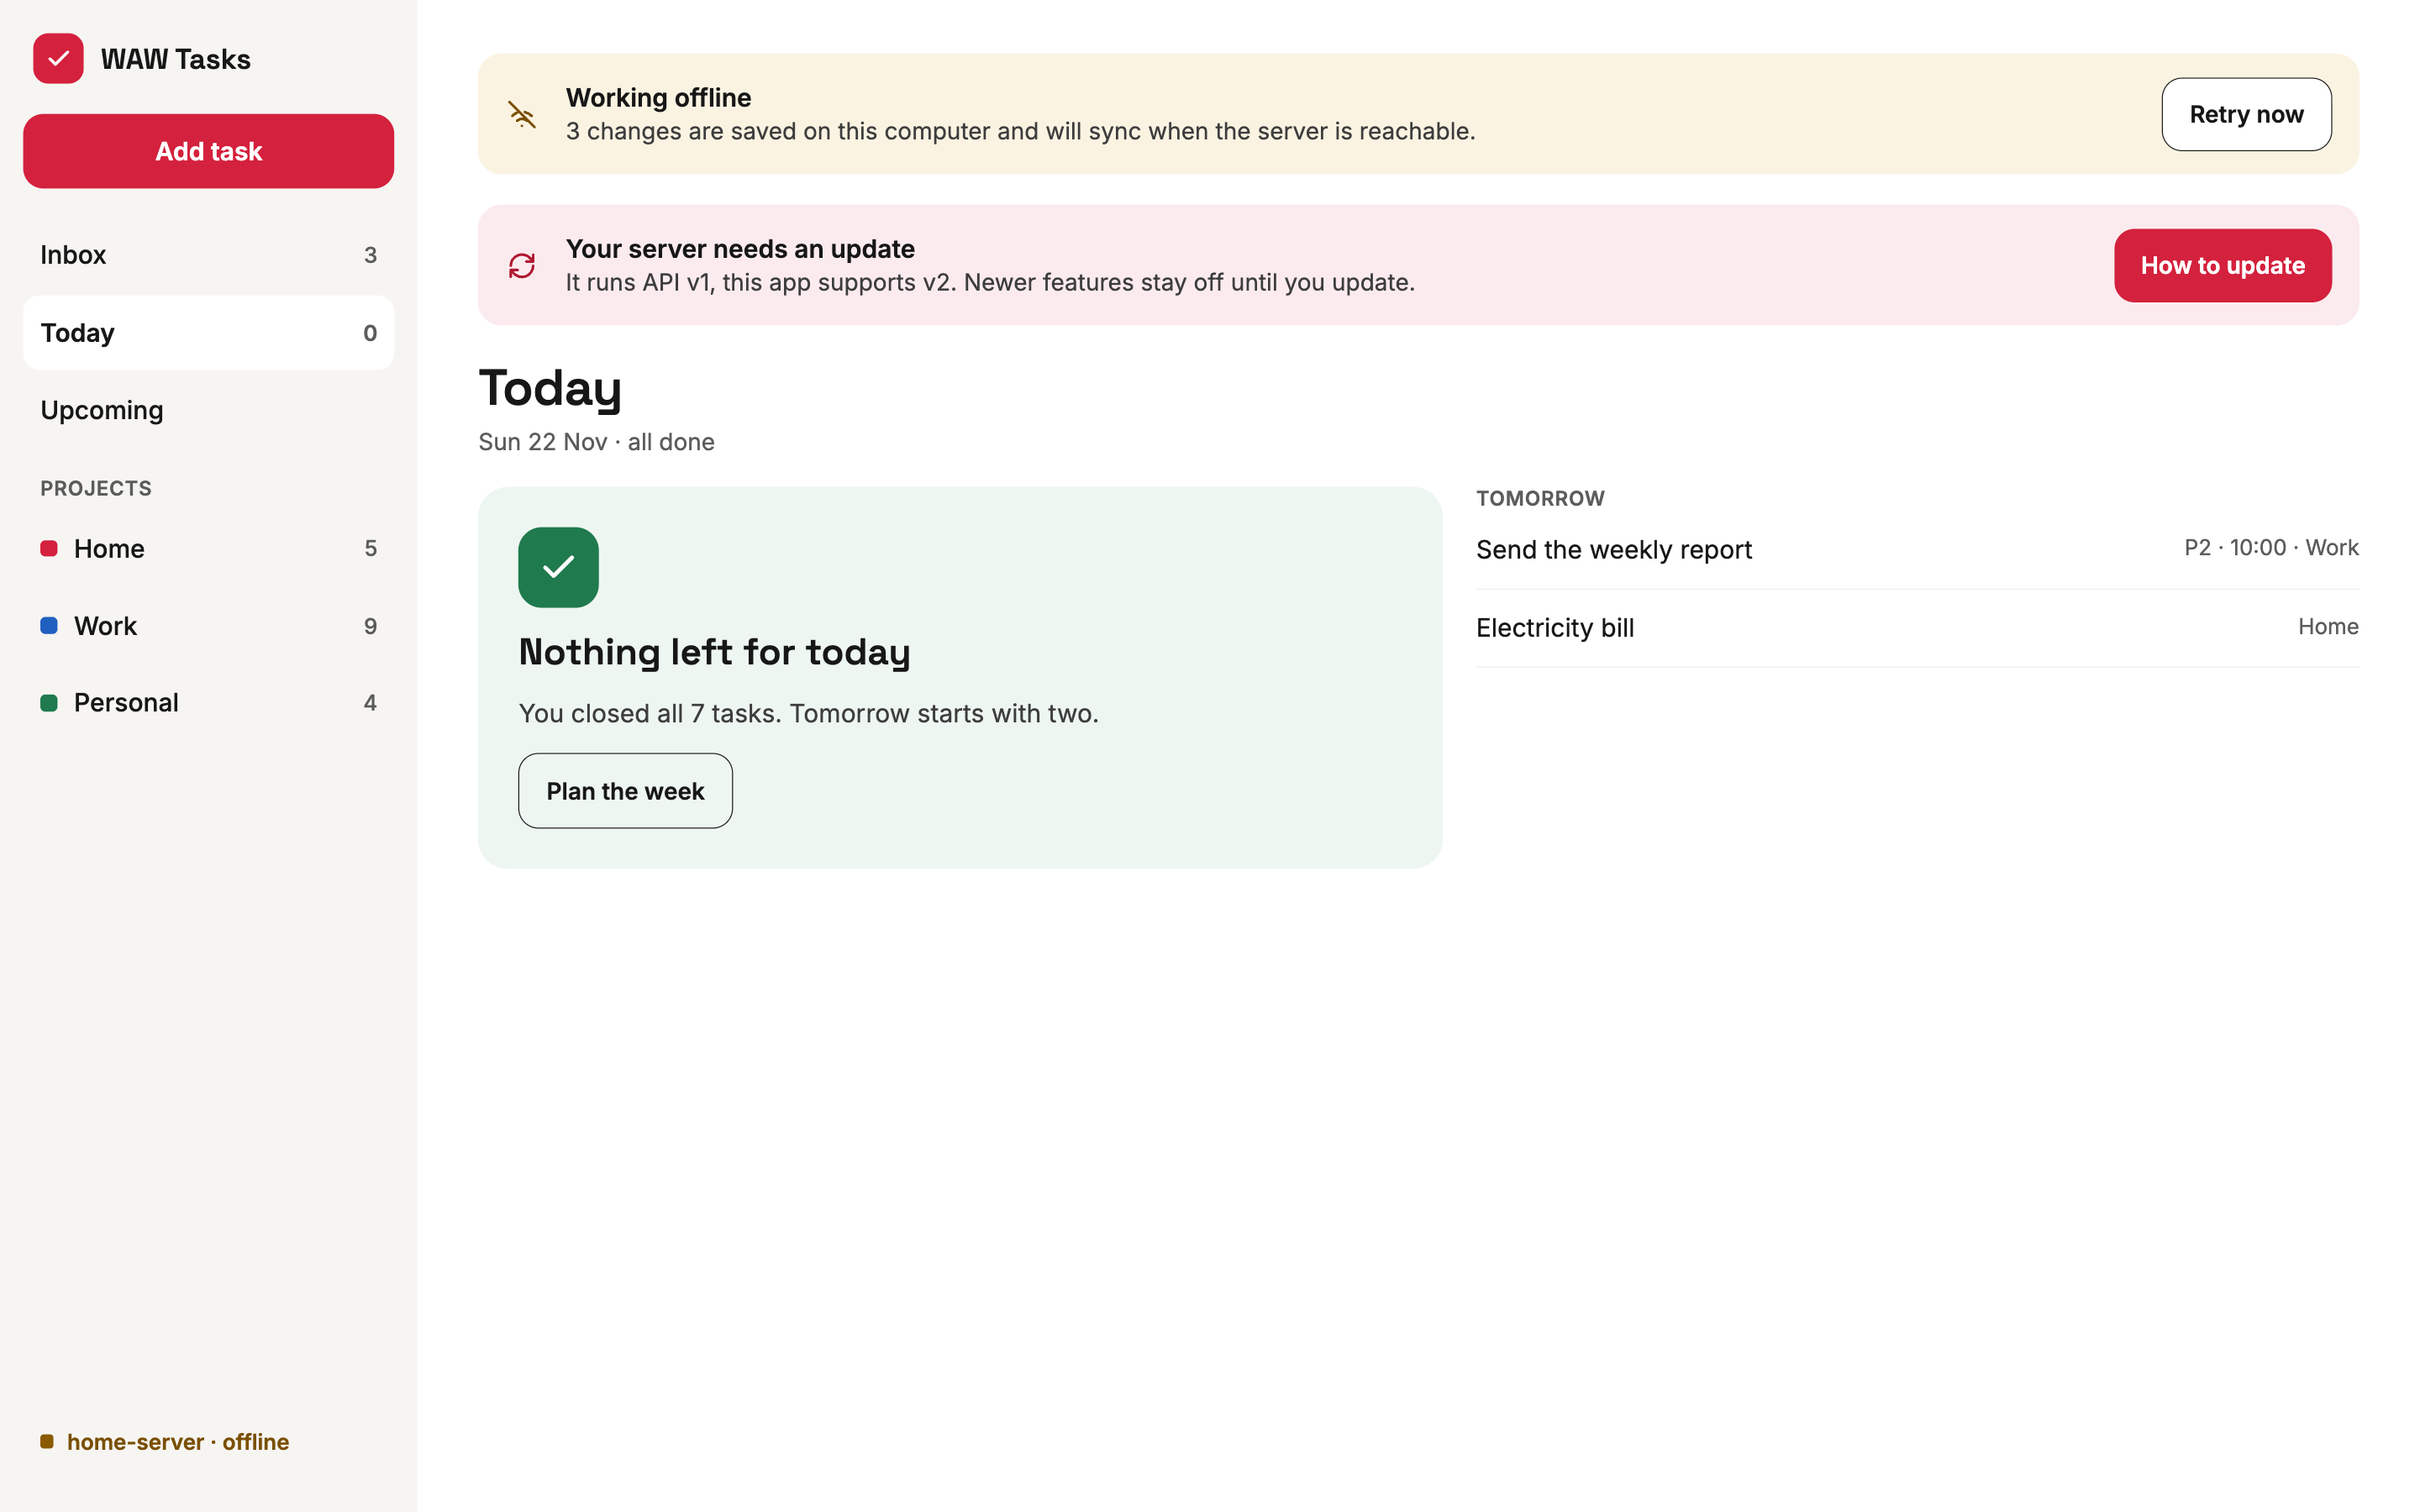 WAW Tasks
Add task
Inbox 3
Today 0
Upcoming
PROJECTS
Home 5
Work 9
Personal 4
home-server · offline
Working offline
3 changes are saved on this computer and will sync when the server is reachable.
Retry now
Your server needs an update
It runs API v1, this app supports v2. Newer features stay off until you update.
How to update
Today
Sun 22 Nov · all done
Nothing left for today
You closed all 7 tasks. Tomorrow starts with two.
Plan the week
TOMORROW
Send the weekly report P2 · 10:00 · Work
Electricity bill Home